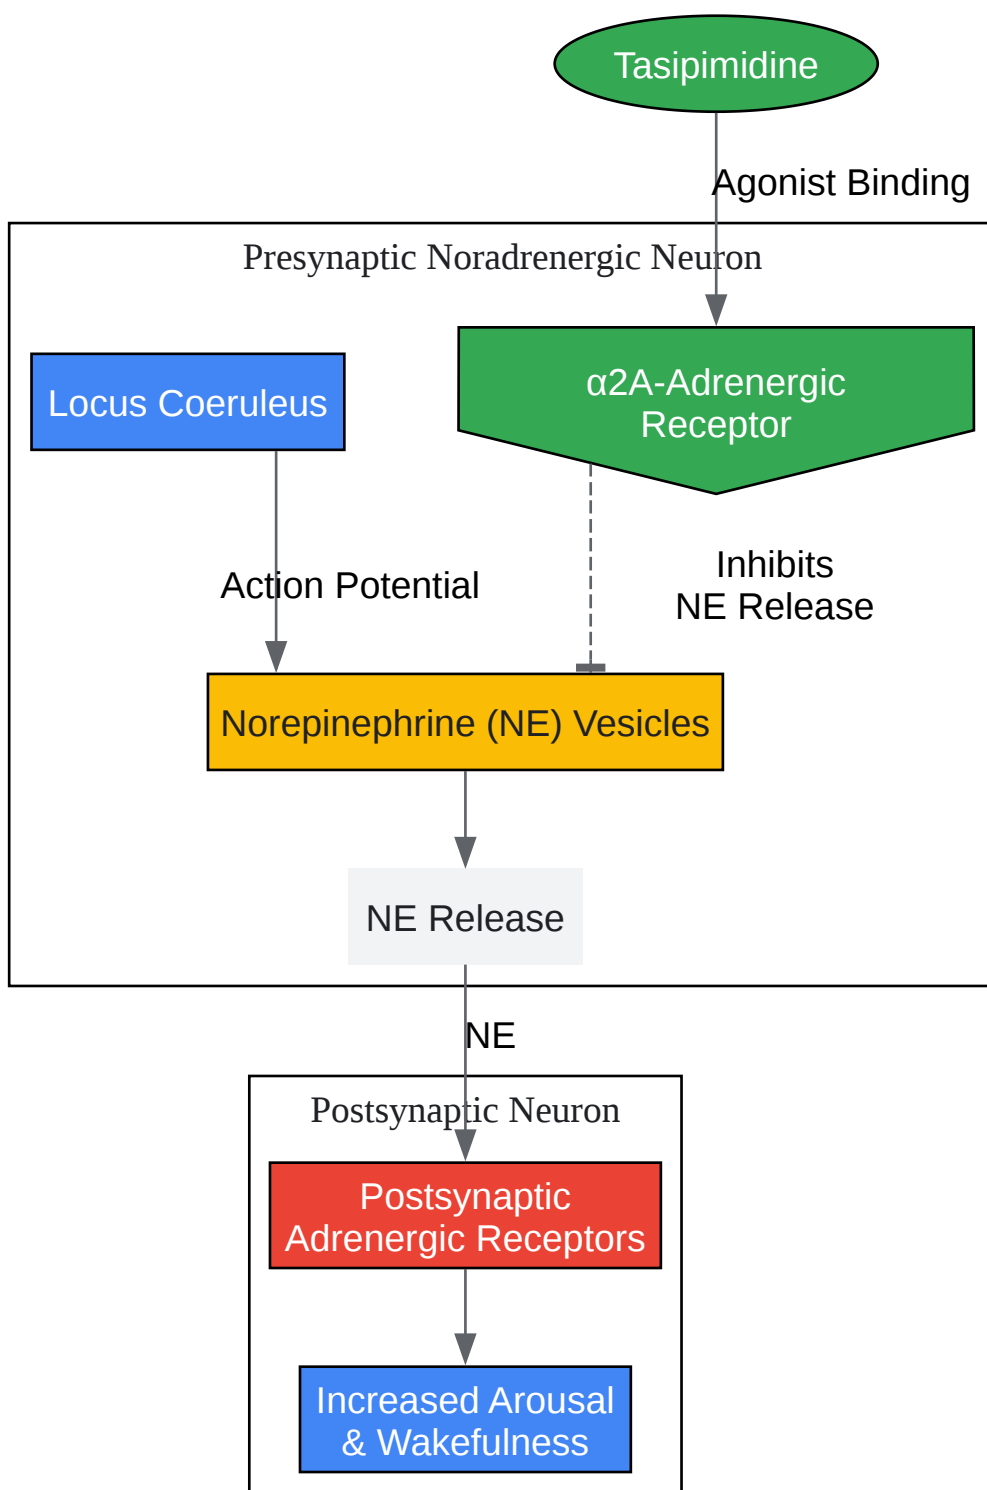 Tasipimidine
Agonist Binding
Presynaptic Noradrenergic Neuron
Locus Coeruleus
α2A-Adrenergic
Receptor
Action Potential
Inhibits
NE Release
Norepinephrine (NE) Vesicles
NE Release
NE
Postsynaptic Neuron
Postsynaptic
Adrenergic Receptors
Increased Arousal
& Wakefulness